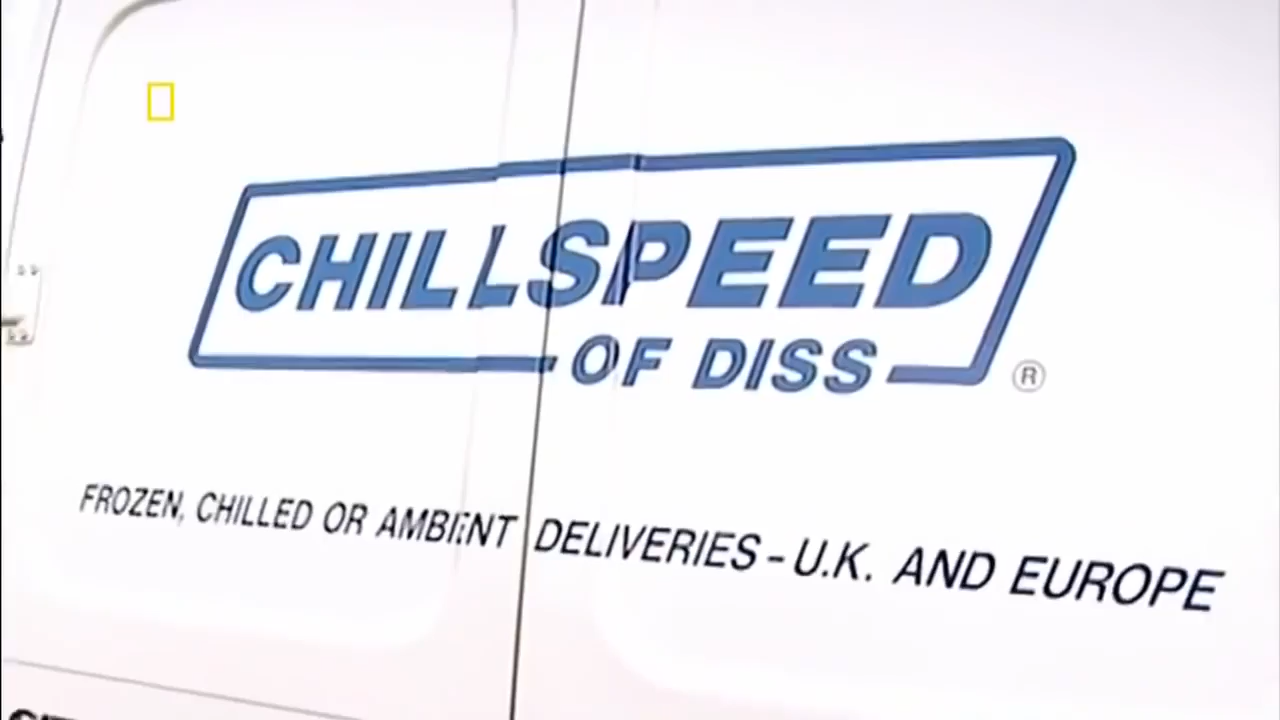 CHILLSPEED
OF DISS
®
FROZEN, CHILLED OR AMBIENT DELIVERIES - U.K. AND EUROPE